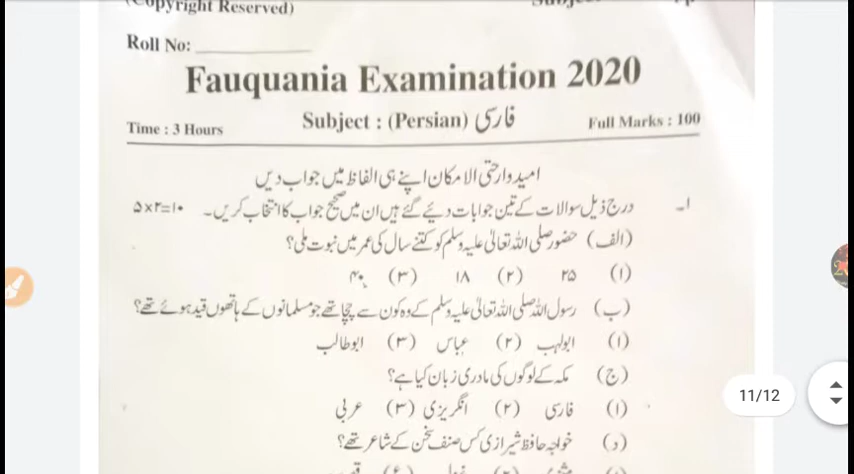 (Copyright Reserved)
Roll No: ____________
Fauquania Examination 2020
Time : 3 Hours Subject : (Persian) فارسی Full Marks : 100
امیدوار حتی الامکان اپنے ہی الفاظ میں جواب دیں
۱۔ درج ذیل سوالات کے تین جوابات دیئے گئے ہیں ان میں صحیح جواب کا انتخاب کریں۔ ۵x۲=۱۰
(الف) حضور صلی اللہ تعالیٰ علیہ وسلم کو کتنے سال کی عمر میں نبوت ملی؟
(۱) ۲۵ (۲) ۱۸ (۳) ۴۰
(ب) رسول اللہ صلی اللہ تعالیٰ علیہ وسلم کے وہ کون سے چچا تھے جو مسلمانوں کے ہاتھوں قید ہوئے تھے؟
(۱) ابولہب (۲) عباس (۳) ابوطالب
(ج) مکہ کے لوگوں کی مادری زبان کیا ہے؟
(۱) فارسی (۲) انگریزی (۳) عربی
(د) خواجہ حافظ شیرازی کس صنف سخن کے شاعر تھے؟
11/12